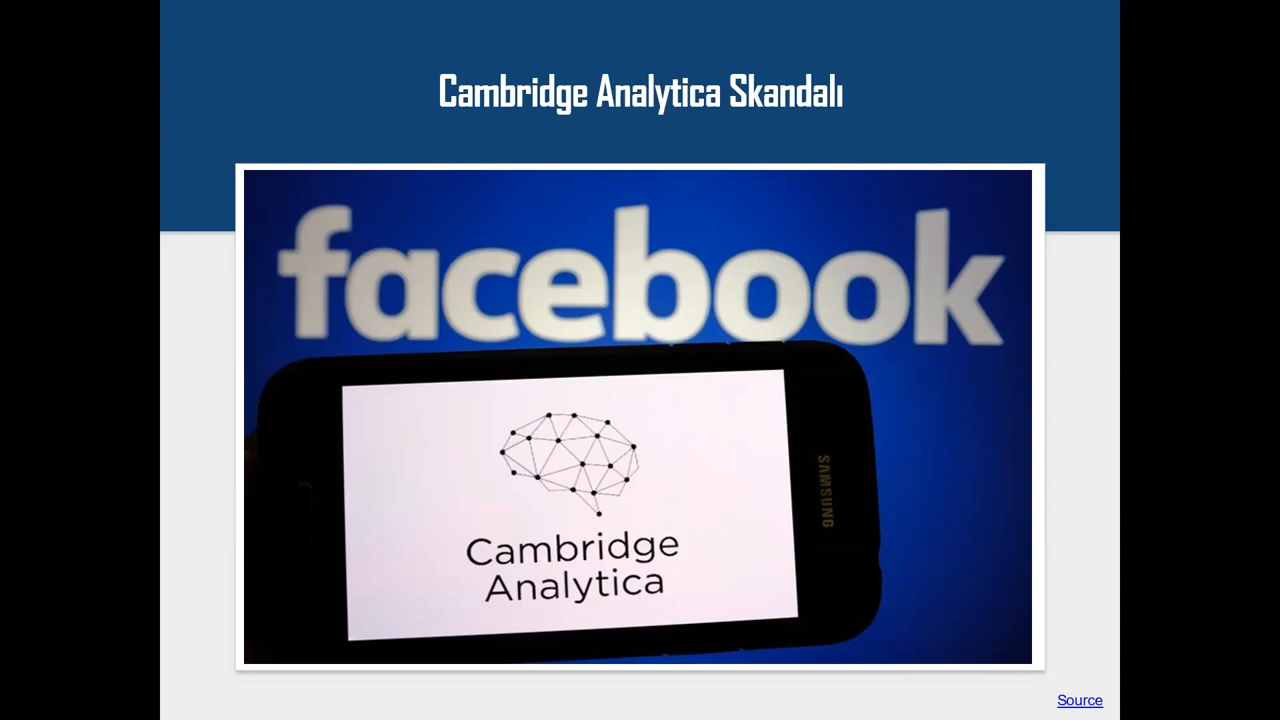 Cambridge Analytica Skandalı
facebook
SAMSUNG
Cambridge
Analytica
Source